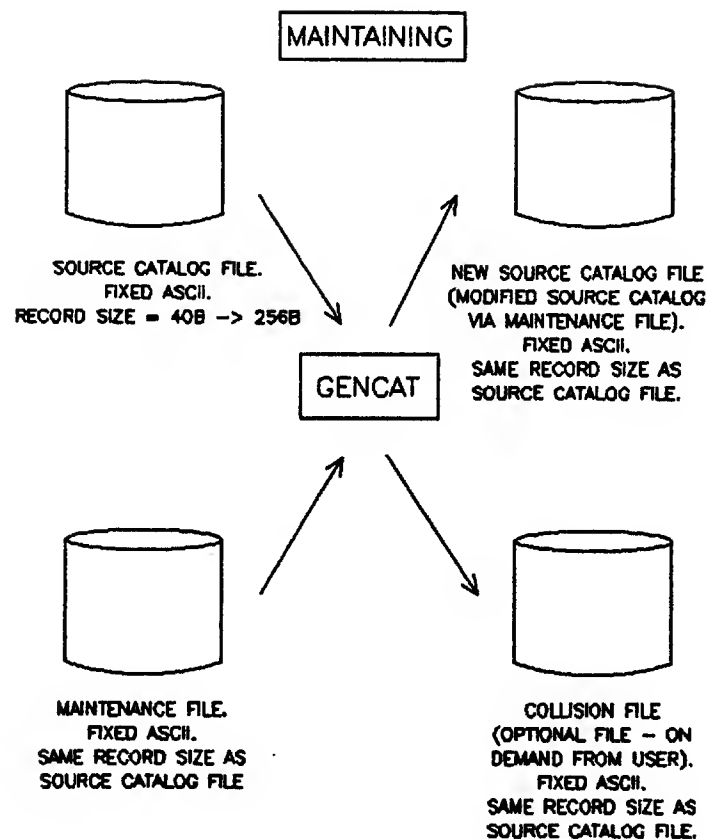 MAINTAINING
SOURCE CATALOG FILE.
FIXED ASCII.
RECORD SIZE = 40B -> 256B
NEW SOURCE CATALOG FILE
(MODIFIED SOURCE CATALOG
VIA MAINTENANCE FILE).
FIXED ASCII.
SAME RECORD SIZE AS
SOURCE CATALOG FILE.
GENCAT
MAINTENANCE FILE.
FIXED ASCII.
SAME RECORD SIZE AS
SOURCE CATALOG FILE
COLLISION FILE
(OPTIONAL FILE - ON
DEMAND FROM USER).
FIXED ASCII.
SAME RECORD SIZE AS
SOURCE CATALOG FILE.